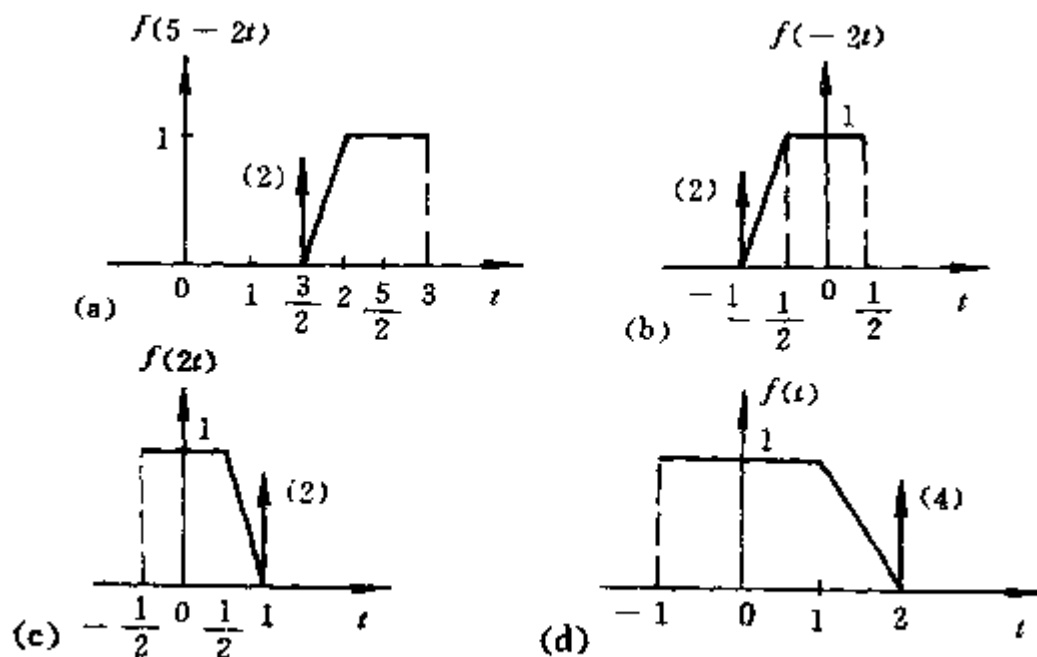 f(5 − 2t)
1
(2)
0 1 3/2 2 5/2 3 t
(a)
f(− 2t)
1
(2)
− 1 − 1/2 0 1/2 t
(b)
f(2t)
1
(2)
− 1/2 0 1/2 1 t
(c)
f(t)
1
(4)
− 1 0 1 2 t
(d)